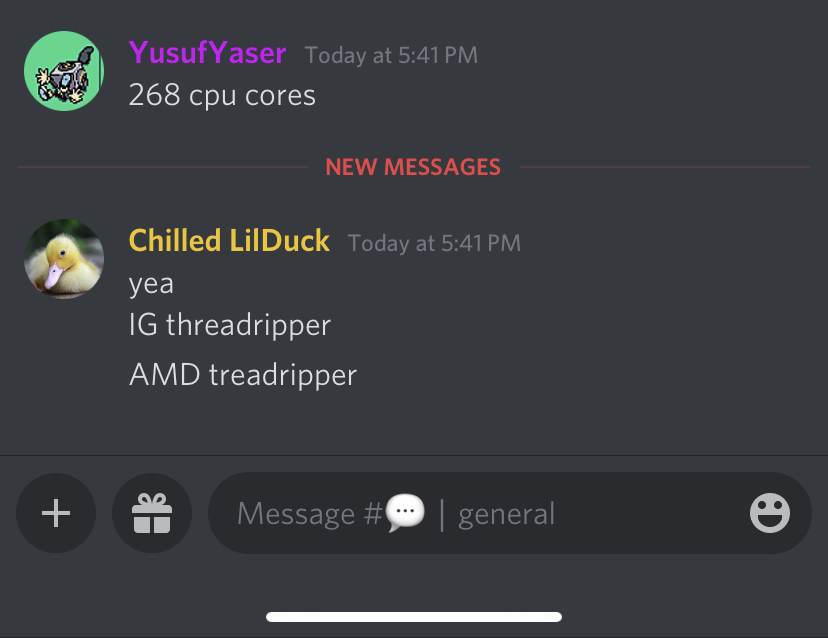 YusufYaser Today at 5:41 PM
268 cpu cores
NEW MESSAGES
Chilled LilDuck Today at 5:41 PM
yea
IG threadripper
AMD treadripper
Message #💬 | general